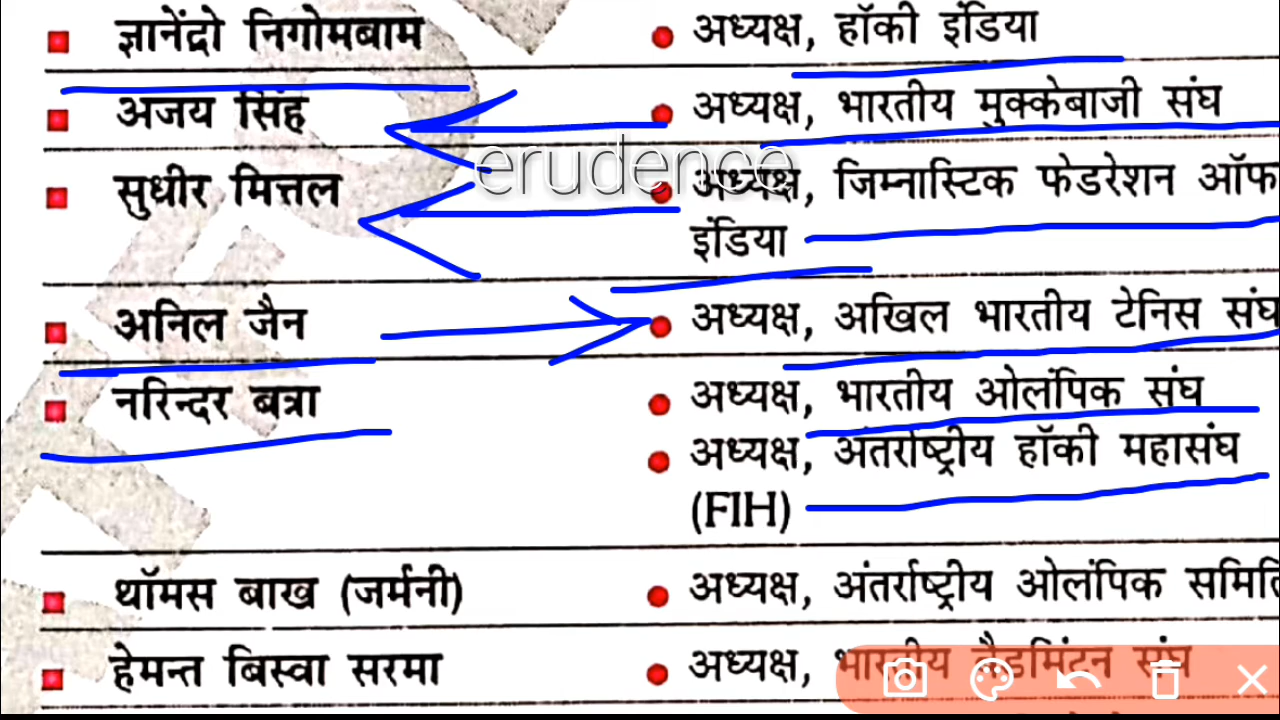 ज्ञानेंद्रो निगोमबाम अध्यक्ष, हॉकी इंडिया
अजय सिंह अध्यक्ष, भारतीय मुक्केबाजी संघ
erudence
सुधीर मित्तल अध्यक्ष, जिम्नास्टिक फेडरेशन ऑफ
इंडिया
अनिल जैन अध्यक्ष, अखिल भारतीय टेनिस संघ
नरिन्दर बत्रा अध्यक्ष, भारतीय ओलंपिक संघ
अध्यक्ष, अंतर्राष्ट्रीय हॉकी महासंघ
(FIH)
थॉमस बाख (जर्मनी) अध्यक्ष, अंतर्राष्ट्रीय ओलंपिक समिति
हेमन्त बिस्वा सरमा अध्यक्ष, भारतीय बैडमिंटन संघ